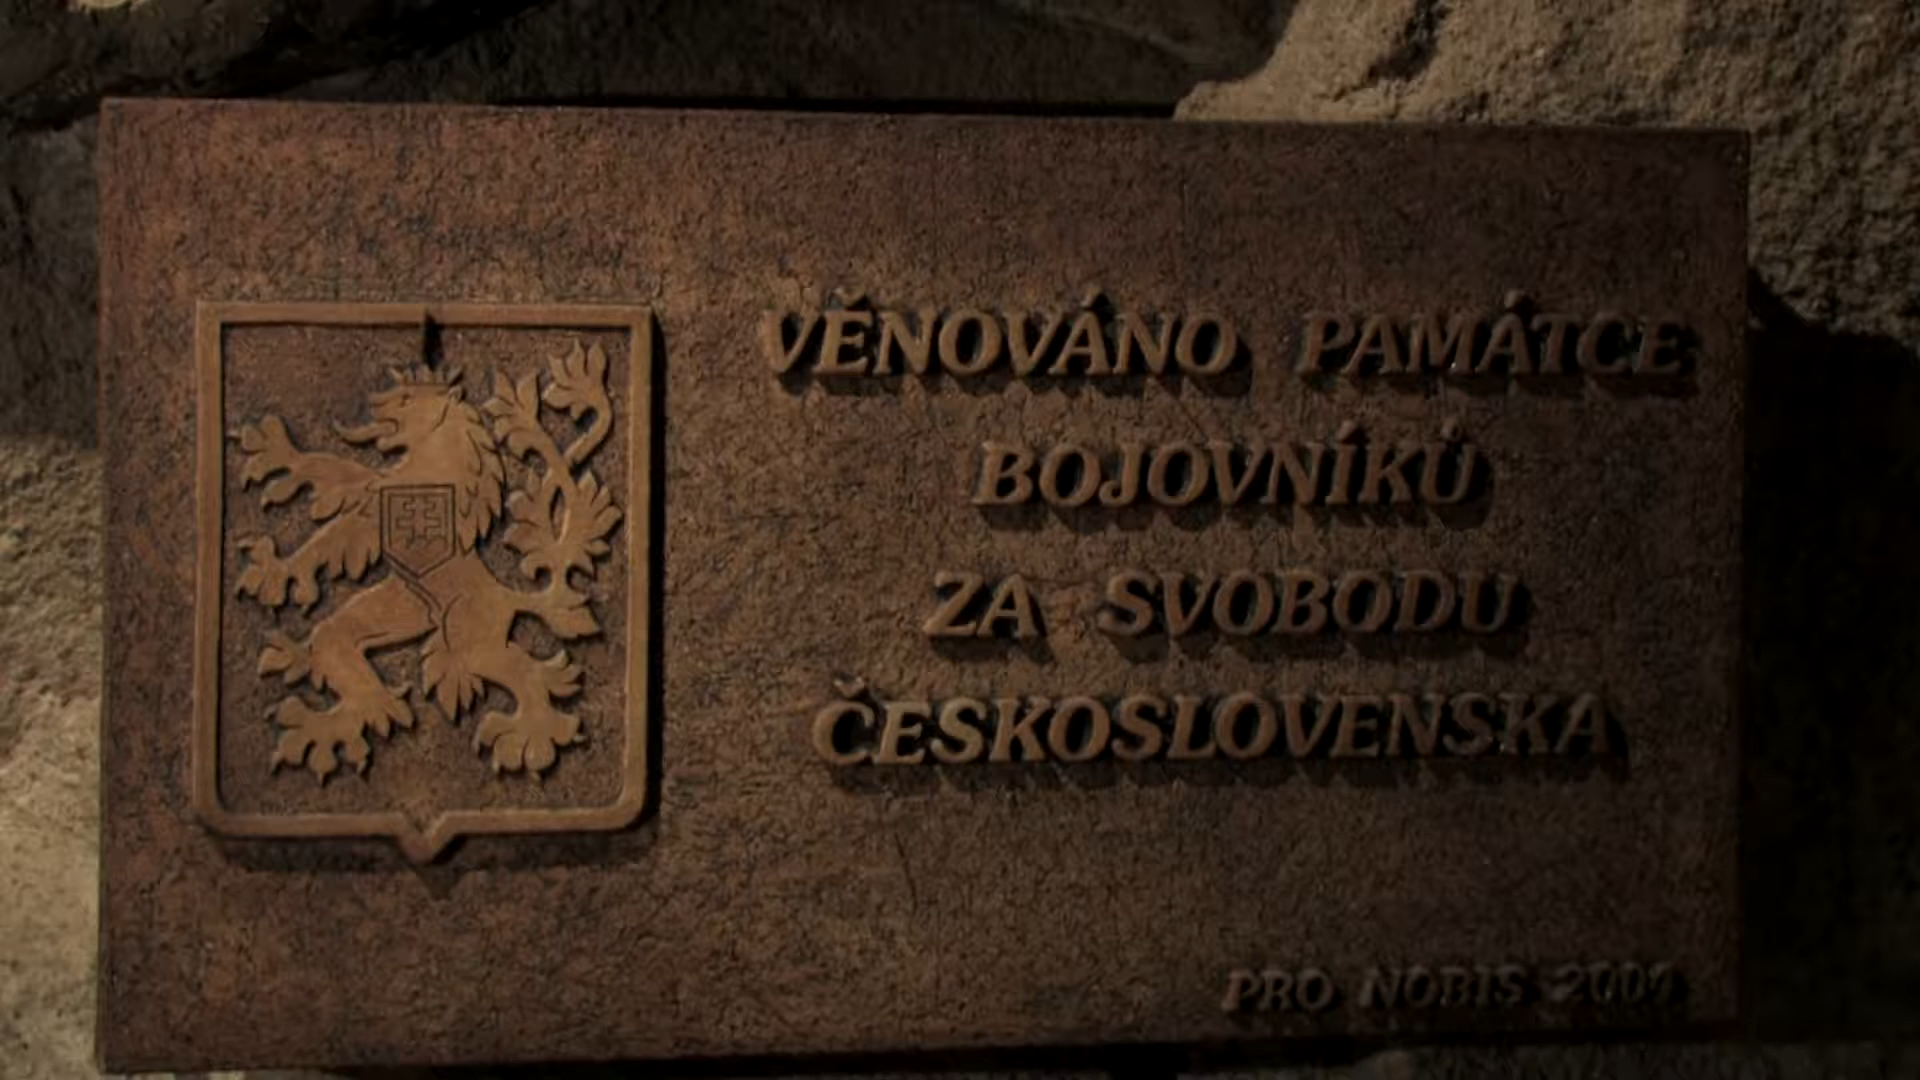 VĚNOVÁNO PAMÁTCE
BOJOVNÍKŮ
ZA SVOBODU
ČESKOSLOVENSKA
PRO NOBIS